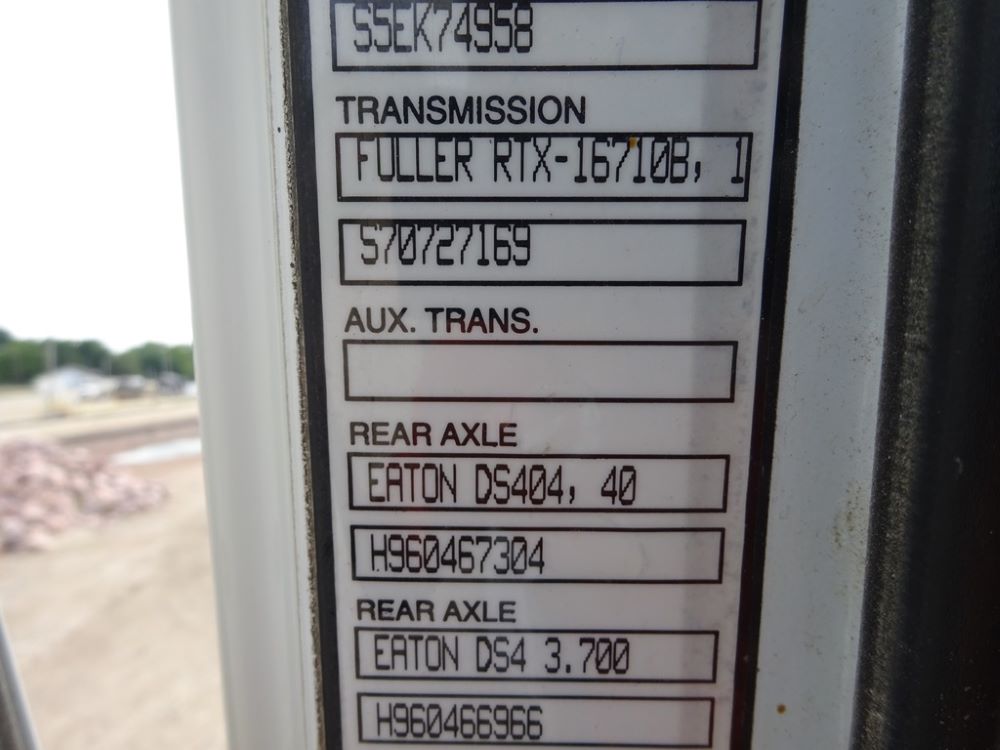 S5EK74958
TRANSMISSION
FULLER RTX-16710B, 1
S70727169
AUX. TRANS.
REAR AXLE
EATON DS404, 40
H960467304
REAR AXLE
EATON DS4 3.700
H960466966